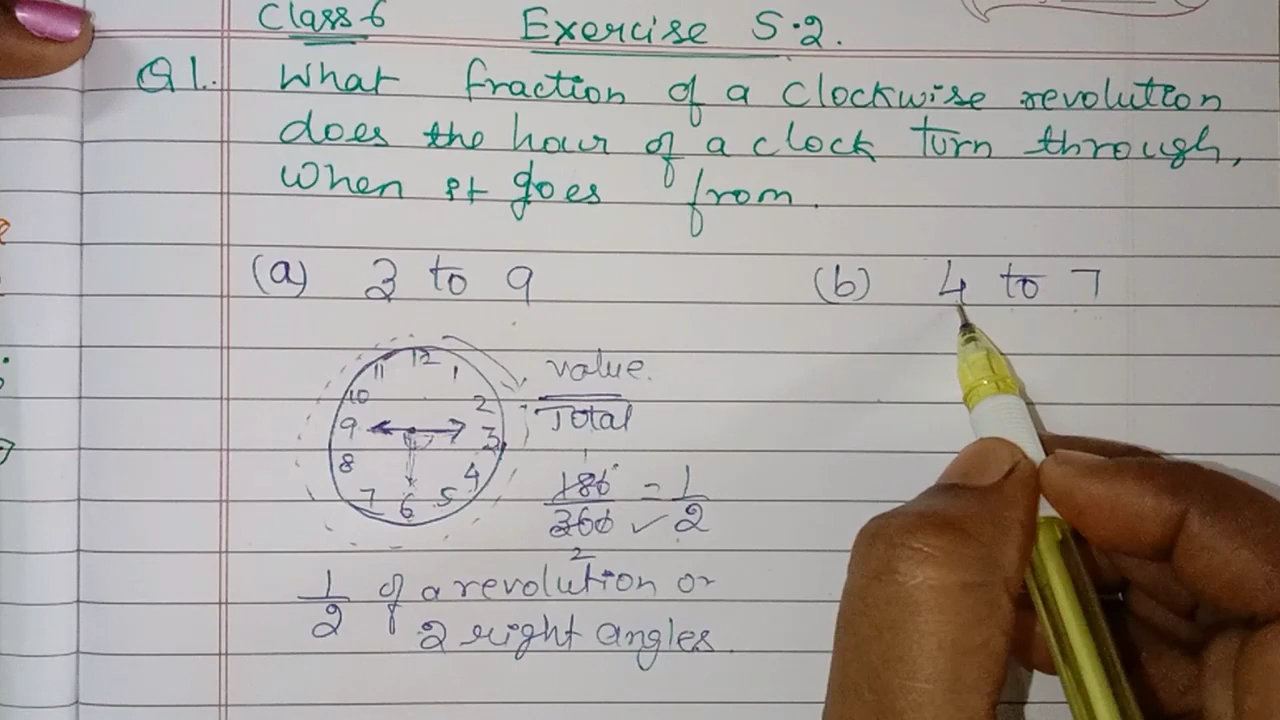 Class 6 Exercise 5.2.
Q1. What fraction of a clockwise revolution
does the hour of a clock turn through,
when it goes from.
(a) 3 to 9 (b) 4 to 7
12
11 1
10 2
9 3
8 4
7 6 5
value.
Total
180/360 = 1/2
2
1/2 of a revolution or
2 right angles.